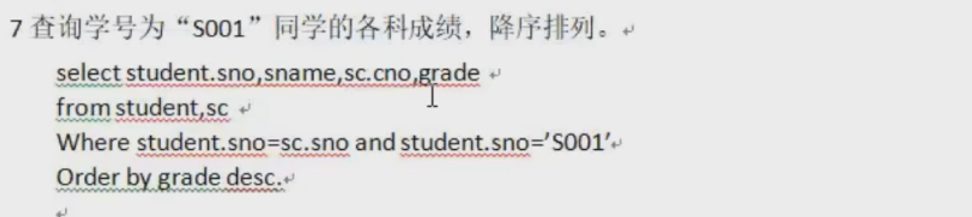 7 查询学号为“S001”同学的各科成绩，降序排列。
select student.sno,sname,sc.cno,grade
from student,sc
Where student.sno=sc.sno and student.sno=’S001’
Order by grade desc.